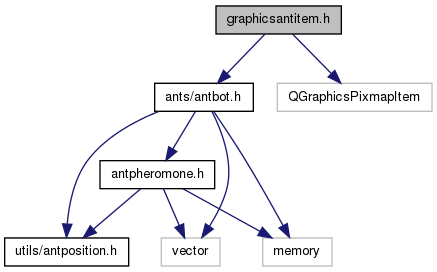 graphicsantitem.h
ants/antbot.h
QGraphicsPixmapItem
antpheromone.h
utils/antposition.h
vector
memory